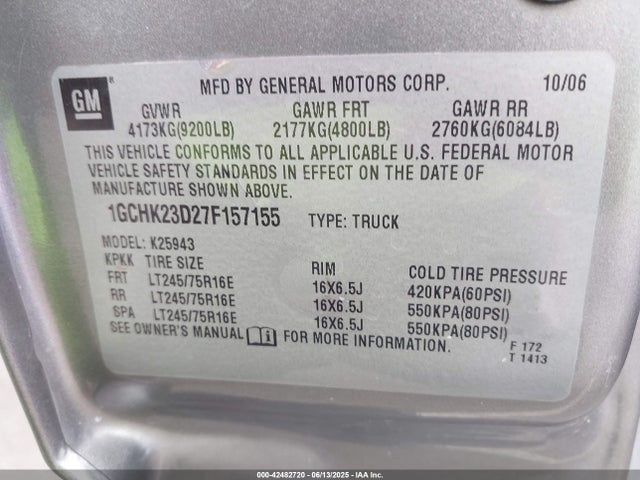 GM
MFD BY GENERAL MOTORS CORP. 10/06
GVWR GAWR FRT GAWR RR
4173KG(9200LB) 2177KG(4800LB) 2760KG(6084LB)
THIS VEHICLE CONFORMS TO ALL APPLICABLE U.S. FEDERAL MOTOR
VEHICLE SAFETY STANDARDS IN EFFECT ON THE DATE OF
MANUFACTURE SHOWN ABOVE.
1GCHK23D27F157155 TYPE: TRUCK
MODEL: K25943
KPKK TIRE SIZE RIM COLD TIRE PRESSURE
FRT LT245/75R16E 16X6.5J 420KPA(60PSI)
RR LT245/75R16E 16X6.5J 550KPA(80PSI)
SPA LT245/75R16E 16X6.5J 550KPA(80PSI)
SEE OWNER'S MANUAL FOR MORE INFORMATION.
F 172
T 1413
000-42482720 - 06/13/2025 - IAA Inc.